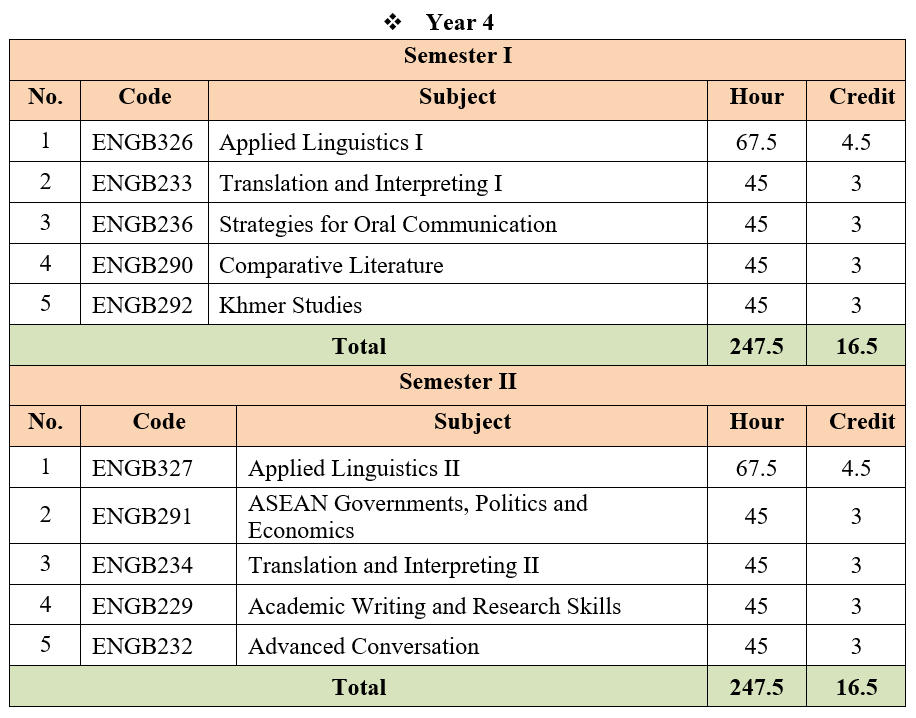 ❖ Year 4
Semester I
No. Code Subject Hour Credit
1 ENGB326 Applied Linguistics I 67.5 4.5
2 ENGB233 Translation and Interpreting I 45 3
3 ENGB236 Strategies for Oral Communication 45 3
4 ENGB290 Comparative Literature 45 3
5 ENGB292 Khmer Studies 45 3
Total 247.5 16.5
Semester II
No. Code Subject Hour Credit
1 ENGB327 Applied Linguistics II 67.5 4.5
2 ENGB291 ASEAN Governments, Politics and
Economics 45 3
3 ENGB234 Translation and Interpreting II 45 3
4 ENGB229 Academic Writing and Research Skills 45 3
5 ENGB232 Advanced Conversation 45 3
Total 247.5 16.5